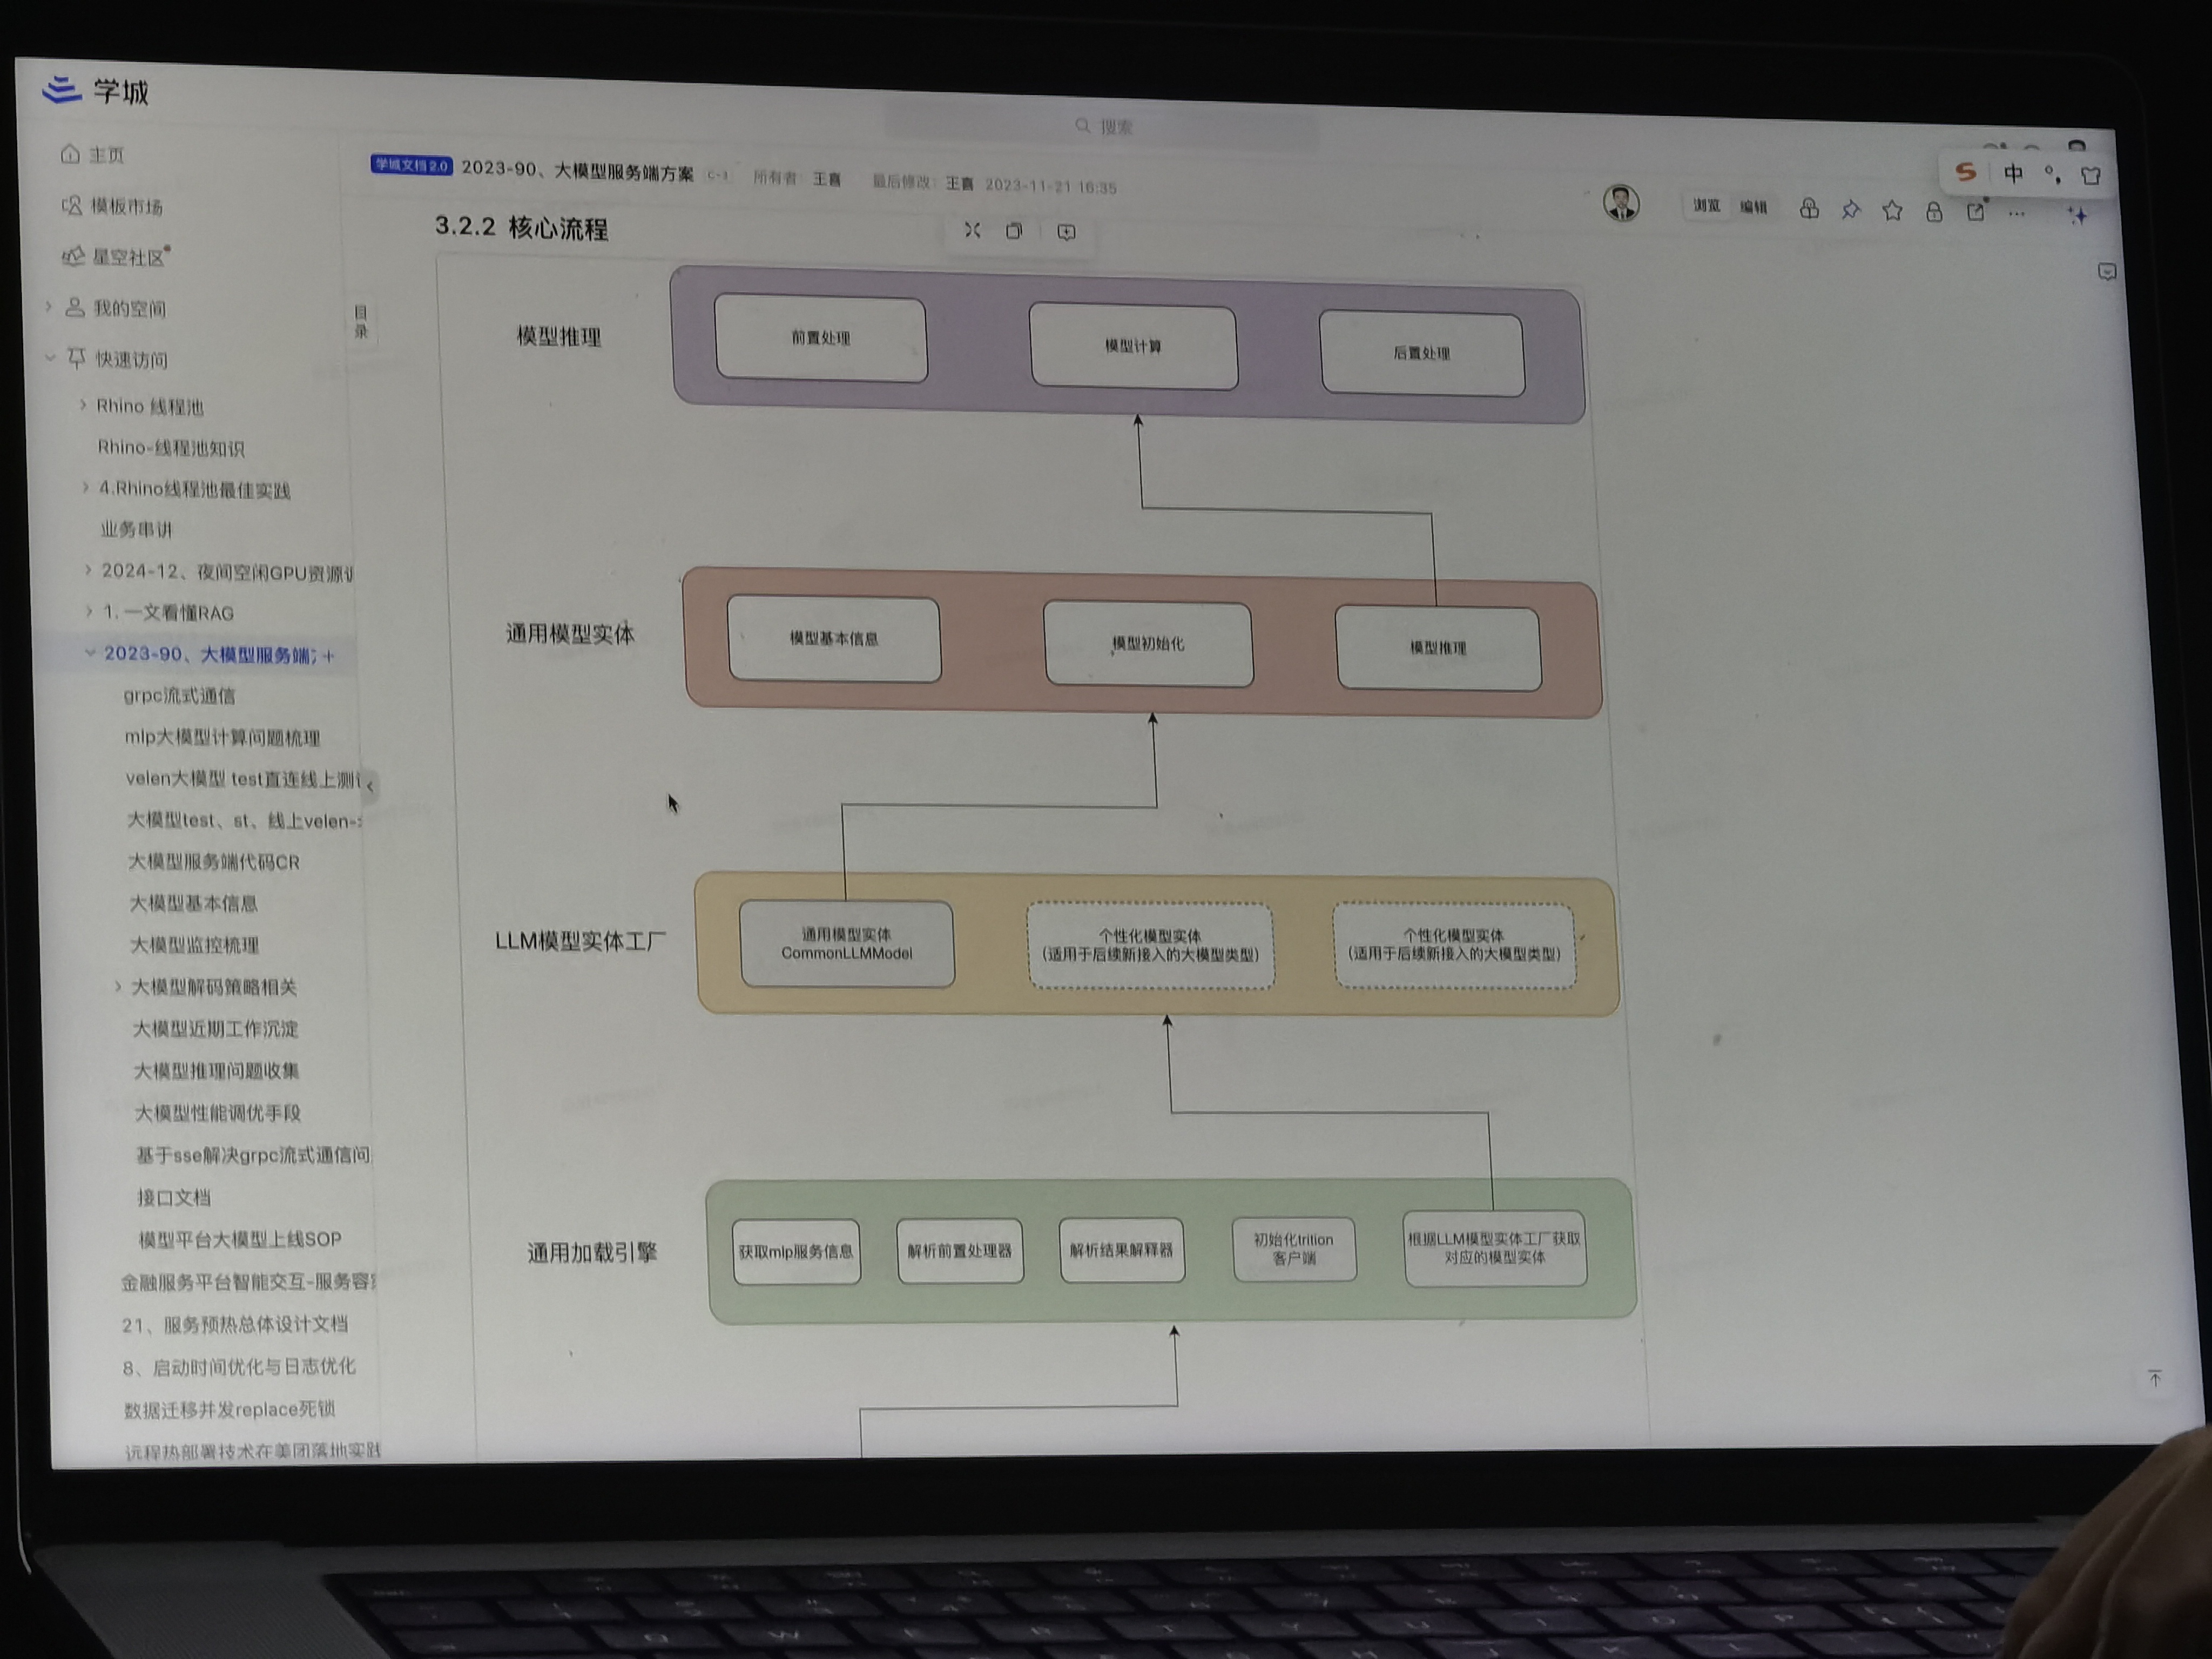 学城
搜索
主页
模板市场
星空社区
我的空间
快速访问
Rhino 线程池
Rhino-线程池知识
4.Rhino线程池最佳实践
业务串讲
2024-12、夜间空闲GPU资源
1. 一文看懂RAG
2023-90、大模型服务端
grpc流式通信
mlp大模型计算问题梳理
velen大模型 test直连线上测
大模型test、st、线上velen-
大模型服务端代码CR
大模型基本信息
大模型监控梳理
大模型解码策略相关
大模型近期工作沉淀
大模型推理问题收集
大模型性能调优手段
基于sse解决grpc流式通信问
接口文档
模型平台大模型上线SOP
金融服务平台智能交互-服务容
21、服务预热总体设计文档
8、启动时间优化与日志优化
数据迁移并发replace死锁
远程热部署技术在美团落地实践
目录
学城文档2.0 2023-90、大模型服务端方案 C-3 所有者: 王喜 最后修改: 王喜 2023-11-21 16:35
浏览 编辑
S 中
3.2.2 核心流程
模型推理
前置处理
模型计算
后置处理
通用模型实体
模型基本信息
模型初始化
模型推理
LLM模型实体工厂
通用模型实体
CommonLLMModel
个性化模型实体
(适用于后续新接入的大模型类型)
个性化模型实体
(适用于后续新接入的大模型类型)
通用加载引擎
获取mlp服务信息
解析前置处理器
解析结果解释器
初始化trition
客户端
根据LLM模型实体工厂获取
对应的模型实体